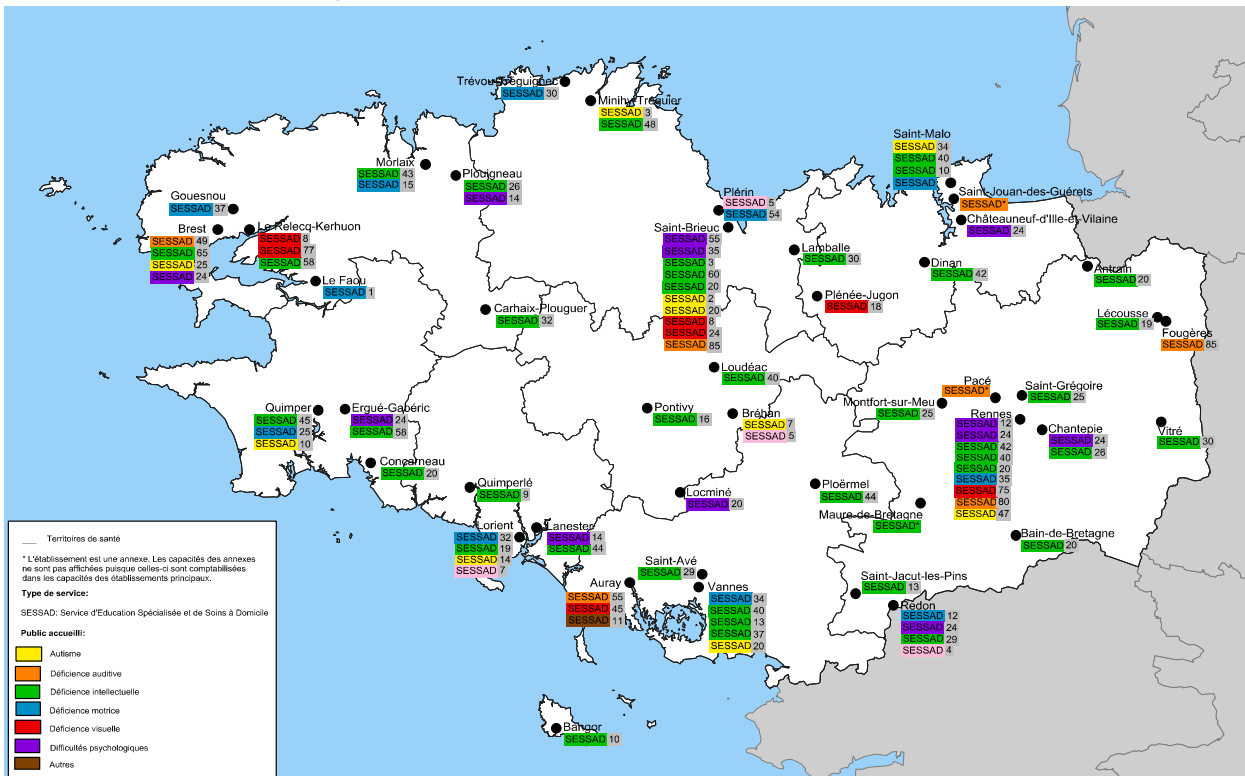 Trévou-Tréguignec
SESSAD 30
Minihy-Tréguier
SESSAD 3
SESSAD 48
Saint-Malo
SESSAD 34
SESSAD 40
SESSAD 10
SESSAD
Saint-Jouan-des-Guérets
SESSAD*
Châteauneuf-d'Ille-et-Vilaine
SESSAD 24
Morlaix
SESSAD 43
SESSAD 15
Plouigneau
SESSAD 26
SESSAD 14
Gouesnou
SESSAD 37
Brest
SESSAD 49
SESSAD 65
SESSAD 25
SESSAD 24
Le Relecq-Kerhuon
SESSAD 8
SESSAD 77
SESSAD 58
Le Faou
SESSAD 1
Plérin
SESSAD 5
SESSAD 54
Saint-Brieuc
SESSAD 55
SESSAD 35
SESSAD 3
SESSAD 60
SESSAD 20
SESSAD 2
SESSAD 20
SESSAD 8
SESSAD 24
SESSAD 85
Lamballe
SESSAD 30
Dinan
SESSAD 42
Plénée-Jugon
SESSAD 18
Antrain
SESSAD 20
Lécousse
SESSAD 19
Fougères
SESSAD 85
Carhaix-Plouguer
SESSAD 32
Loudéac
SESSAD 40
Pontivy
SESSAD 16
Bréhan
SESSAD 7
SESSAD 5
Montfort-sur-Meu
SESSAD 25
Pacé
SESSAD*
Saint-Grégoire
SESSAD 25
Rennes
SESSAD 12
SESSAD 24
SESSAD 42
SESSAD 40
SESSAD 20
SESSAD 35
SESSAD 75
SESSAD 80
SESSAD 47
Chantepie
SESSAD 24
SESSAD 26
Vitré
SESSAD 30
Quimper
SESSAD 45
SESSAD 25
SESSAD 10
Ergué-Gabéric
SESSAD 24
SESSAD 56
Concarneau
SESSAD 20
Quimperlé
SESSAD 9
Lorient
SESSAD 32
SESSAD 19
SESSAD 14
SESSAD 7
Lanester
SESSAD 14
SESSAD 44
Locminé
SESSAD 20
Ploërmel
SESSAD 44
Maure-de-Bretagne
SESSAD*
Bain-de-Bretagne
SESSAD 20
Saint-Avé
SESSAD 29
Auray
SESSAD 55
SESSAD 45
SESSAD 11
Vannes
SESSAD 34
SESSAD 40
SESSAD 13
SESSAD 37
SESSAD 20
Saint-Jacut-les-Pins
SESSAD 13
Redon
SESSAD 12
SESSAD 24
SESSAD 29
SESSAD 4
Bangor
SESSAD 10
Territoires de santé
* L'établissement est une annexe. Les capacités des annexes
ne sont pas affichées puisque celles-ci sont comptabilisées
dans les capacités des établissements principaux.
Type de service:
SESSAD: Service d'Education Spécialisée et de Soins à Domicile
Public accueilli:
Autisme
Déficience auditive
Déficience intellectuelle
Déficience motrice
Déficience visuelle
Difficultés psychologiques
Autres